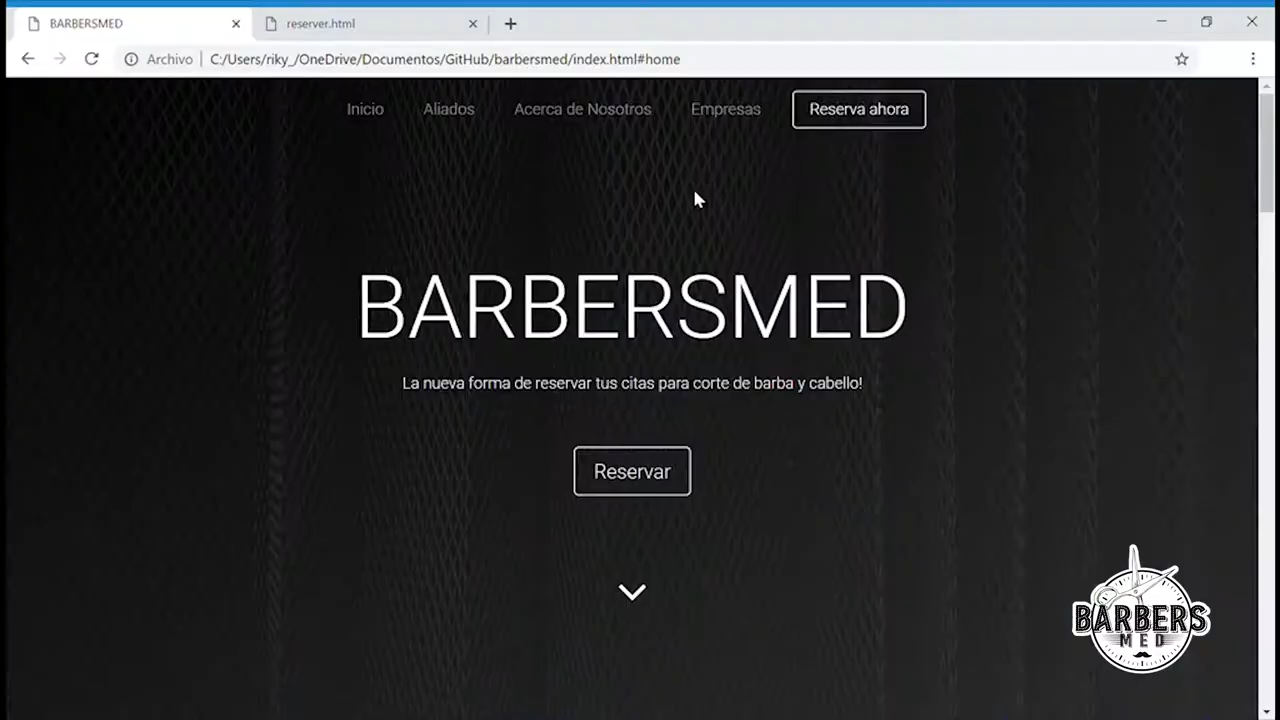 BARBERSMED
reserver.html
Archivo
C:/Users/riky_/OneDrive/Documentos/GitHub/barbersmed/index.html#home
Inicio
Aliados
Acerca de Nosotros
Empresas
Reserva ahora
BARBERSMED
La nueva forma de reservar tus citas para corte de barba y cabello!
Reservar
BARBERS
MED